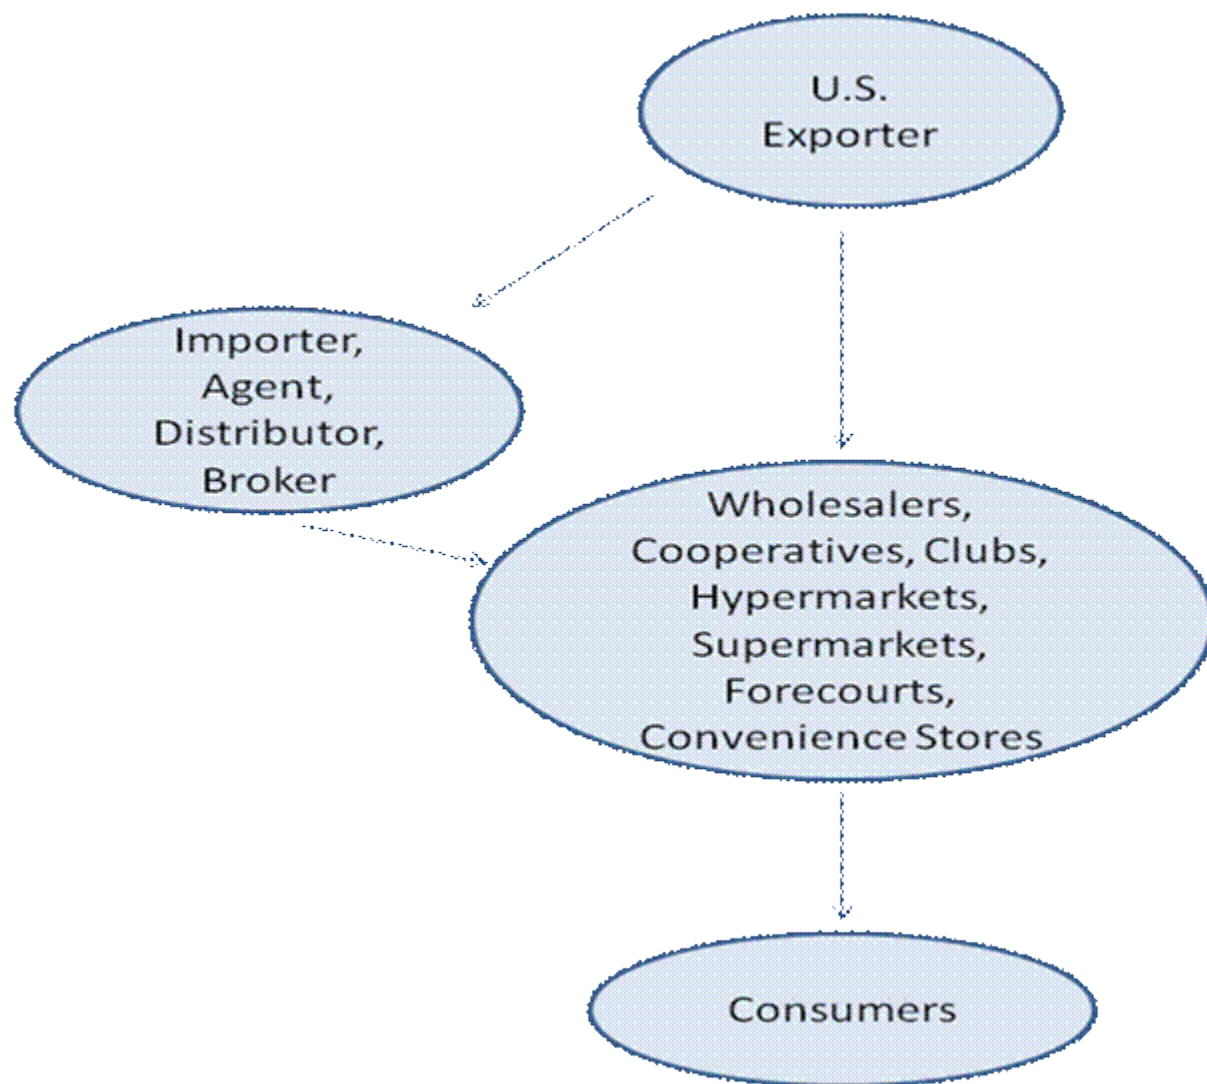 U.S.
Exporter
Importer,
Agent,
Distributor,
Broker
Wholesalers,
Cooperatives, Clubs,
Hypermarkets,
Supermarkets,
Forecourts,
Convenience Stores
Consumers